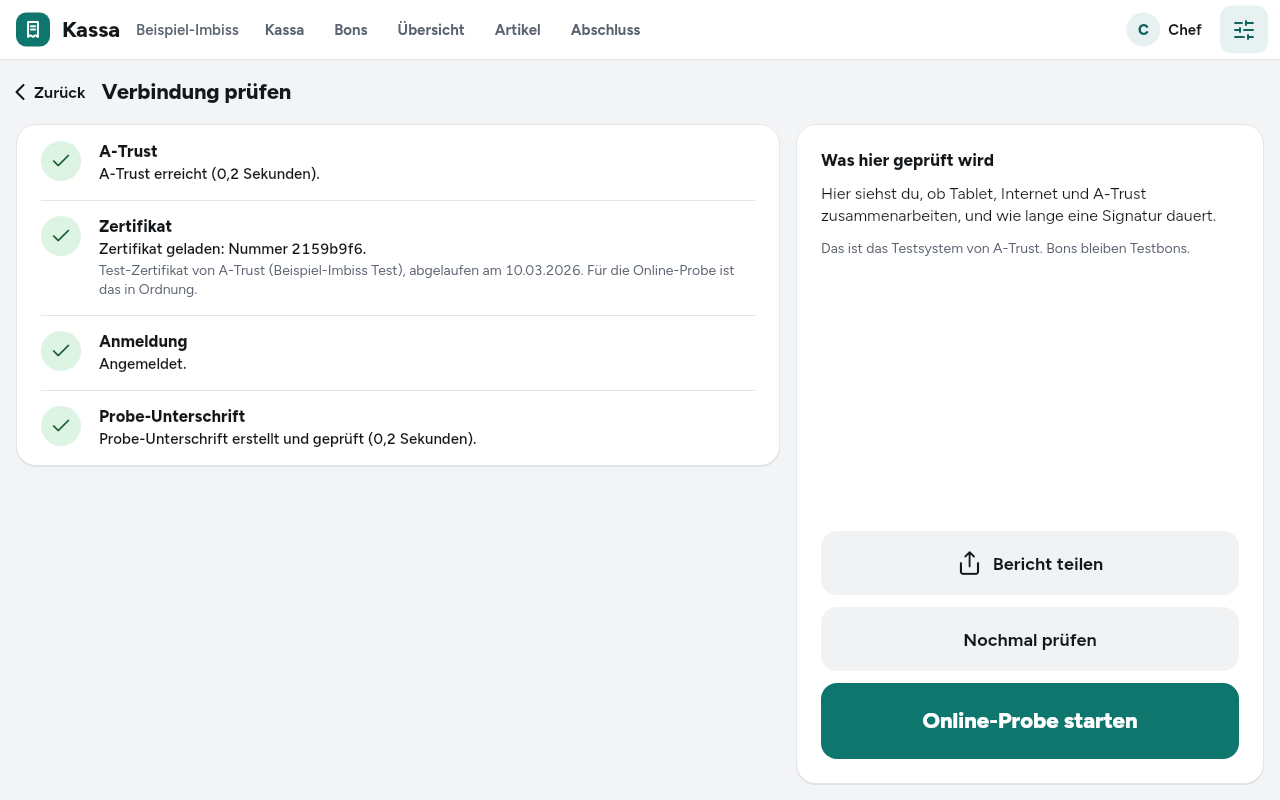 Kassa Beispiel-Imbiss Kassa Bons Übersicht Artikel Abschluss C Chef
Zurück Verbindung prüfen
A-Trust
A-Trust erreicht (0,2 Sekunden).
Zertifikat
Zertifikat geladen: Nummer 2159b9f6.
Test-Zertifikat von A-Trust (Beispiel-Imbiss Test), abgelaufen am 10.03.2026. Für die Online-Probe ist
das in Ordnung.
Anmeldung
Angemeldet.
Probe-Unterschrift
Probe-Unterschrift erstellt und geprüft (0,2 Sekunden).
Was hier geprüft wird
Hier siehst du, ob Tablet, Internet und A-Trust
zusammenarbeiten, und wie lange eine Signatur dauert.
Das ist das Testsystem von A-Trust. Bons bleiben Testbons.
Bericht teilen
Nochmal prüfen
Online-Probe starten